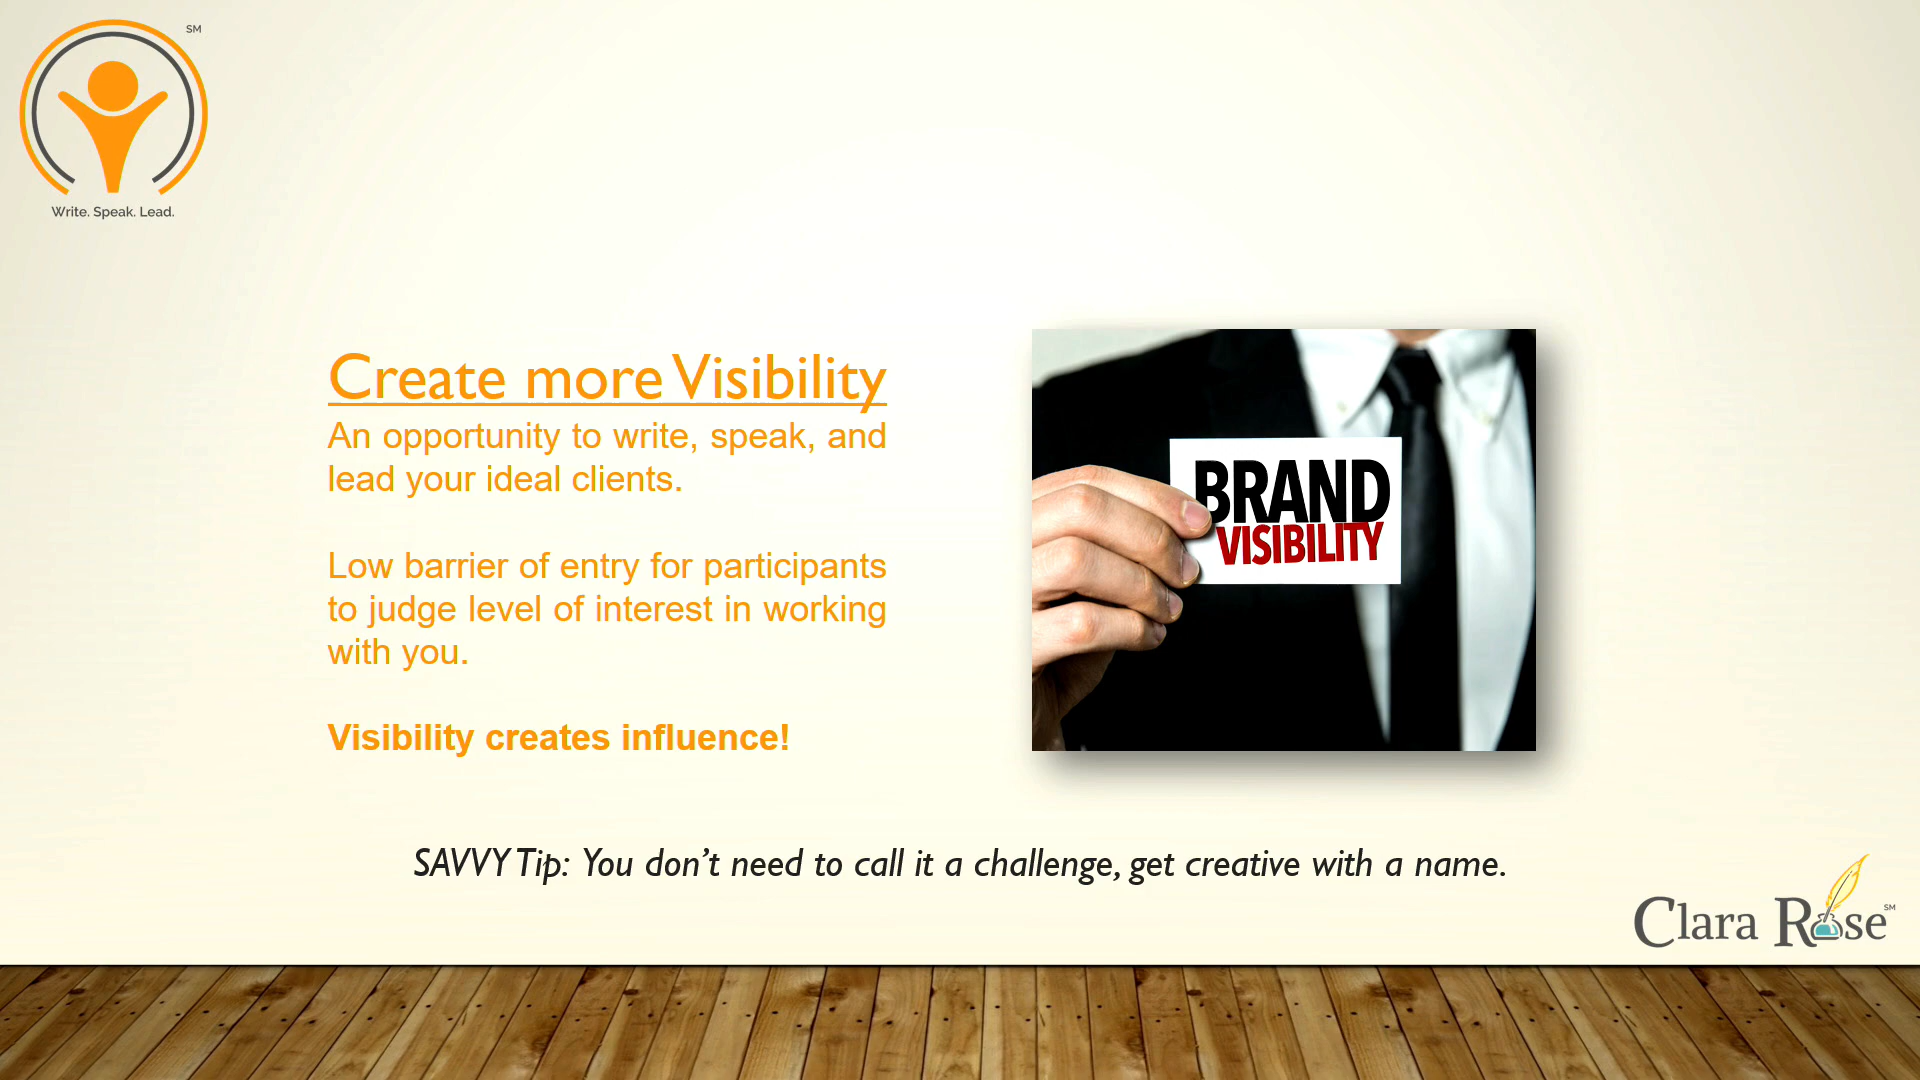 SM
Write. Speak. Lead.
Create more Visibility
An opportunity to write, speak, and
lead your ideal clients.
Low barrier of entry for participants
to judge level of interest in working
with you.
Visibility creates influence!
BRAND
VISIBILITY
SAVVY Tip: You don’t need to call it a challenge, get creative with a name.
Clara Rose SM